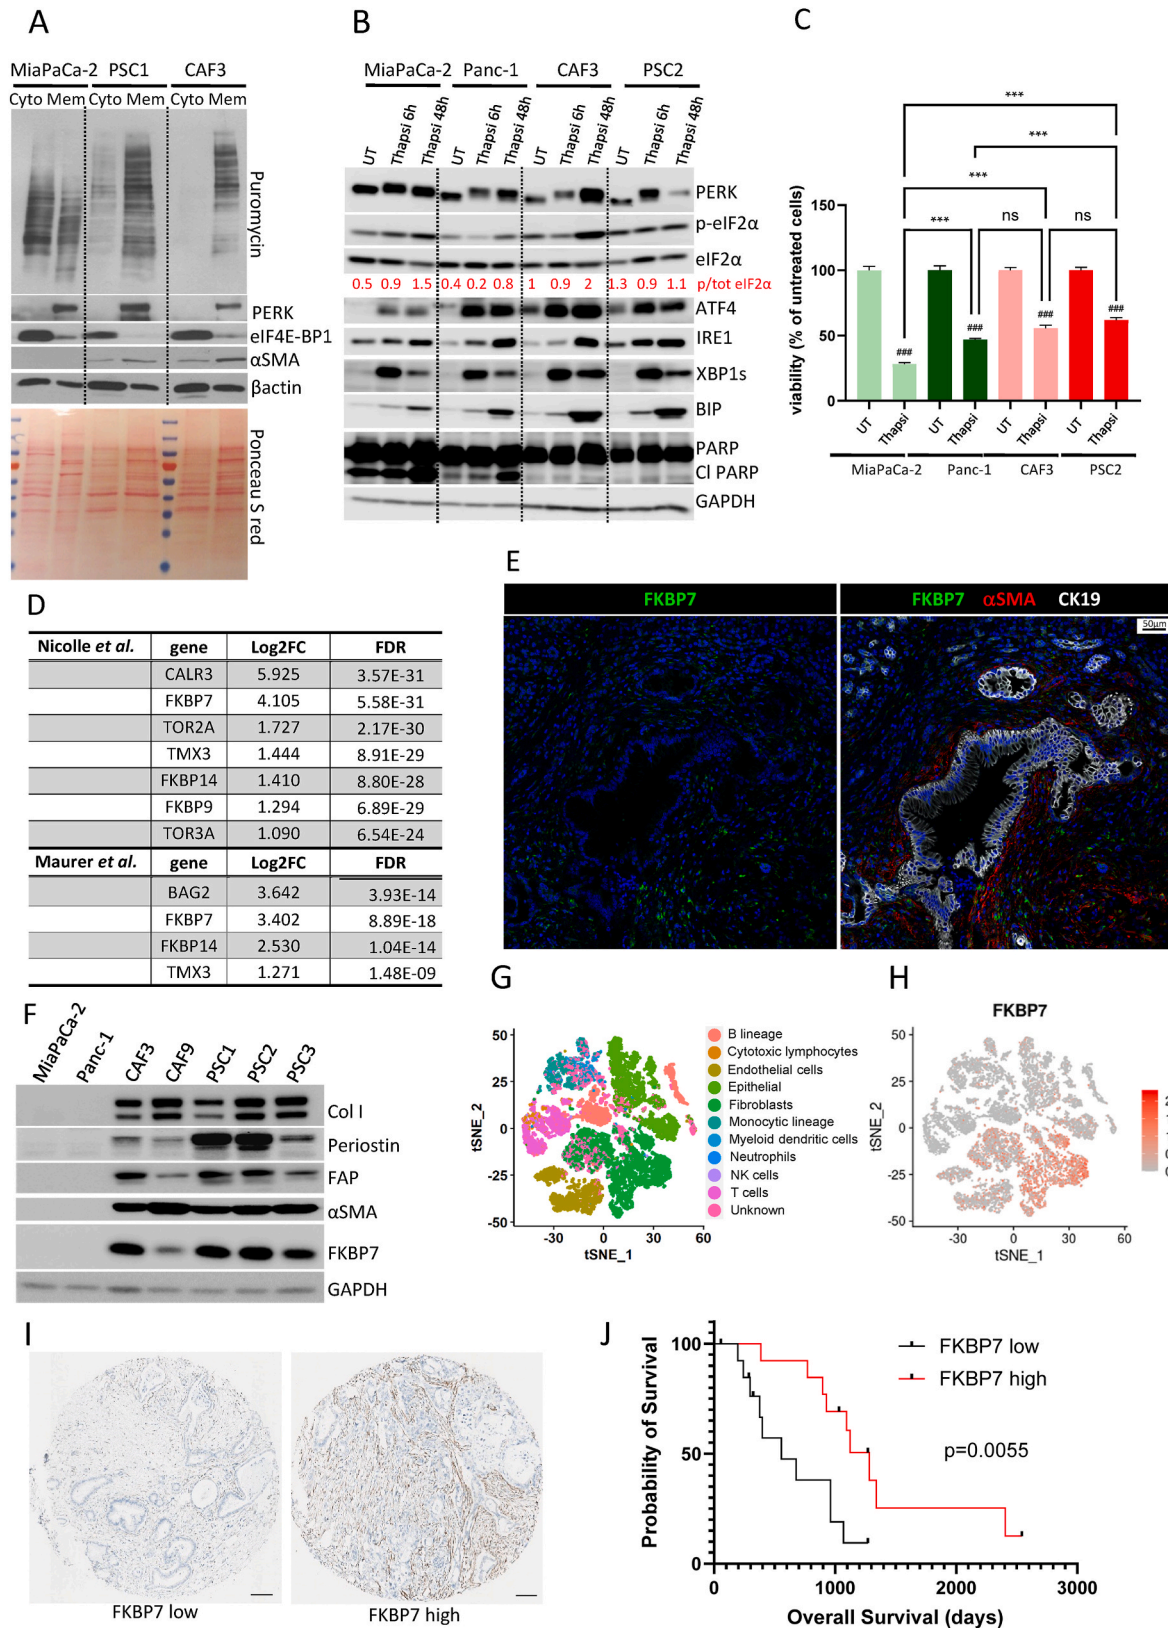 A
MiaPaCa-2 PSC1 CAF3
Cyto Mem Cyto Mem Cyto Mem
Puromycin
PERK
eIF4E-BP1
αSMA
βactin
Ponceau S red
B
MiaPaCa-2 Panc-1 CAF3 PSC2
UT Thapsi 6h Thapsi 48h UT Thapsi 6h Thapsi 48h UT Thapsi 6h Thapsi 48h UT Thapsi 6h Thapsi 48h
PERK
p-eIF2α
eIF2α
0.5 0.9 1.5 0.4 0.2 0.8 1 0.9 2 1.3 0.9 1.1 p/tot eIF2α
ATF4
IRE1
XBP1s
BIP
PARP
Cl PARP
GAPDH
C
***
***
***
*** ns ns
viability (% of untreated cells)
150
100
50
0
### ### ### ###
UT Thapsi UT Thapsi UT Thapsi UT Thapsi
MiaPaCa-2 Panc-1 CAF3 PSC2
D
Nicolle et al. gene Log2FC FDR
CALR3 5.925 3.57E-31
FKBP7 4.105 5.58E-31
TOR2A 1.727 2.17E-30
TMX3 1.444 8.91E-29
FKBP14 1.410 8.80E-28
FKBP9 1.294 6.89E-29
TOR3A 1.090 6.54E-24
Maurer et al. gene Log2FC FDR
BAG2 3.642 3.93E-14
FKBP7 3.402 8.89E-18
FKBP14 2.530 1.04E-14
TMX3 1.271 1.48E-09
E
FKBP7 FKBP7 αSMA CK19
50µm
F
MiaPaCa-2 Panc-1 CAF3 CAF9 PSC1 PSC2 PSC3
Col I
Periostin
FAP
αSMA
FKBP7
GAPDH
G
tSNE_2
50
25
0
-25
-50
-30 0 30 60
tSNE_1
B lineage
Cytotoxic lymphocytes
Endothelial cells
Epithelial
Fibroblasts
Monocytic lineage
Myeloid dendritic cells
Neutrophils
NK cells
T cells
Unknown
H
FKBP7
tSNE_2
50
25
0
-25
-50
-30 0 30 60
tSNE_1
I
FKBP7 low FKBP7 high
J
Probability of Survival
100
50
0
0 1000 2000 3000
Overall Survival (days)
FKBP7 low
FKBP7 high
p=0.0055